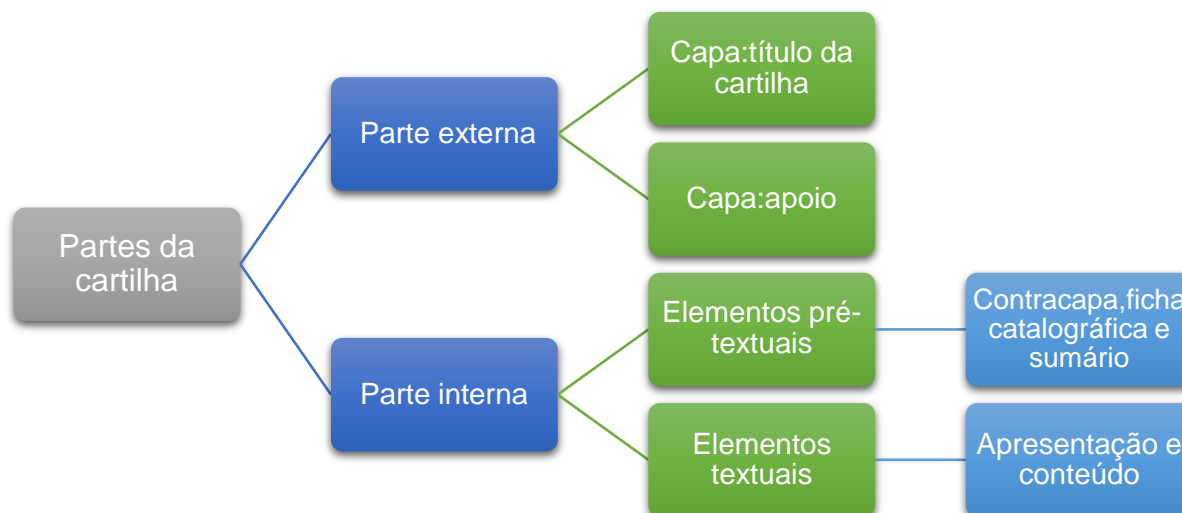 Partes da
cartilha
Parte externa
Capa:título da
cartilha
Capa:apoio
Parte interna
Elementos pré-
textuais
Contracapa,ficha
catalográfica e
sumário
Elementos
textuais
Apresentação e
conteúdo